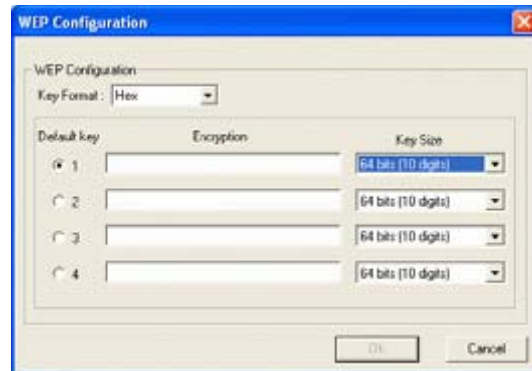 WEP Configuration
WEP Configuration
Key Format : Hex
Default key Encryption Key Size
1 64 bits (10 digits)
2 64 bits (10 digits)
3 64 bits (10 digits)
4 64 bits (10 digits)
Ok Cancel